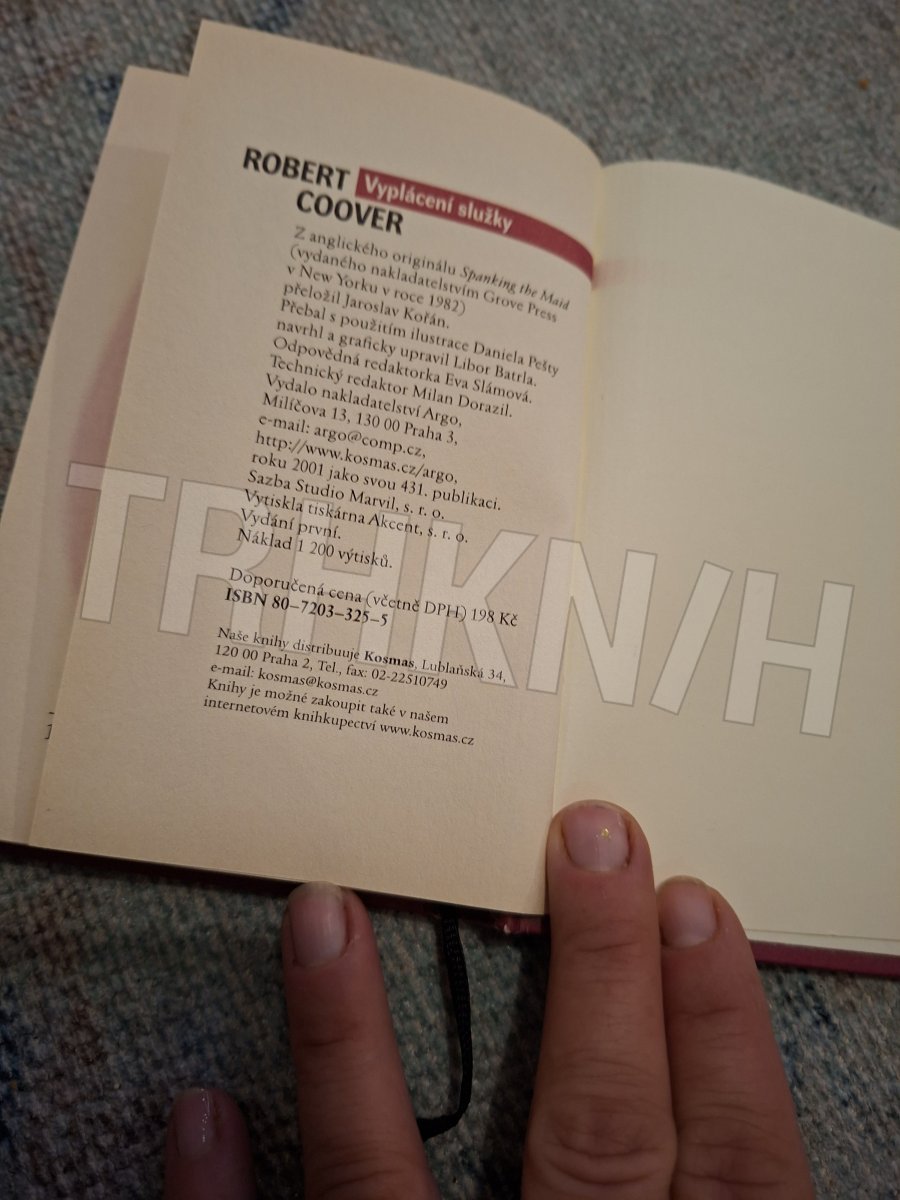 ROBERT Vyplácení služky
COOVER
Z anglického originálu Spanking the Maid
(vydaného nakladatelstvím Grove Press
v New Yorku v roce 1982)
přeložil Jaroslav Kořán.
Přebal s použitím ilustrace Daniela Pešty
navrhl a graficky upravil Libor Batrla.
Odpovědná redaktorka Eva Slámová.
Technický redaktor Milan Dorazil.
Vydalo nakladatelství Argo,
Milíčova 13, 130 00 Praha 3,
e-mail: argo@comp.cz,
http://www.kosmas.cz/argo,
roku 2001 jako svou 431. publikaci.
Sazba Studio Marvil, s. r. o.
Vytiskla tiskárna Akcent, s. r. o.
Vydání první.
Náklad 1 200 výtisků.
Doporučená cena (včetně DPH) 198 Kč
ISBN 80–7203–325–5
Naše knihy distribuuje Kosmas, Lublaňská 34,
120 00 Praha 2, Tel., fax: 02-22510749
e-mail: kosmas@kosmas.cz
Knihy je možné zakoupit také v našem
internetovém knihkupectví www.kosmas.cz
TRHKN/H